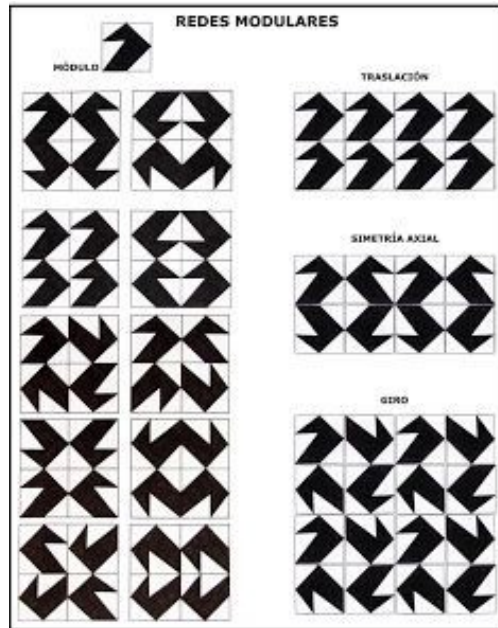 REDES MODULARES
MÓDULO
TRASLACIÓN
SIMETRÍA AXIAL
GIRO